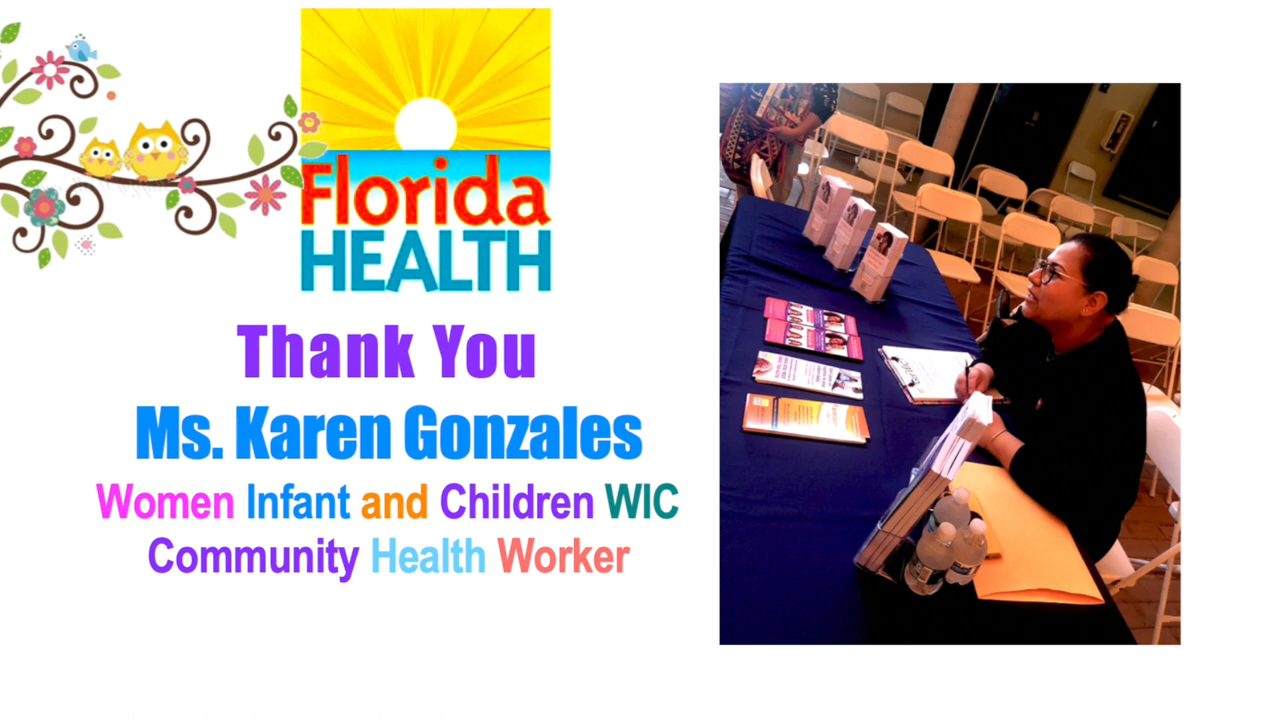 Florida
HEALTH
Thank You
Ms. Karen Gonzales
Women Infant and Children WIC
Community Health Worker